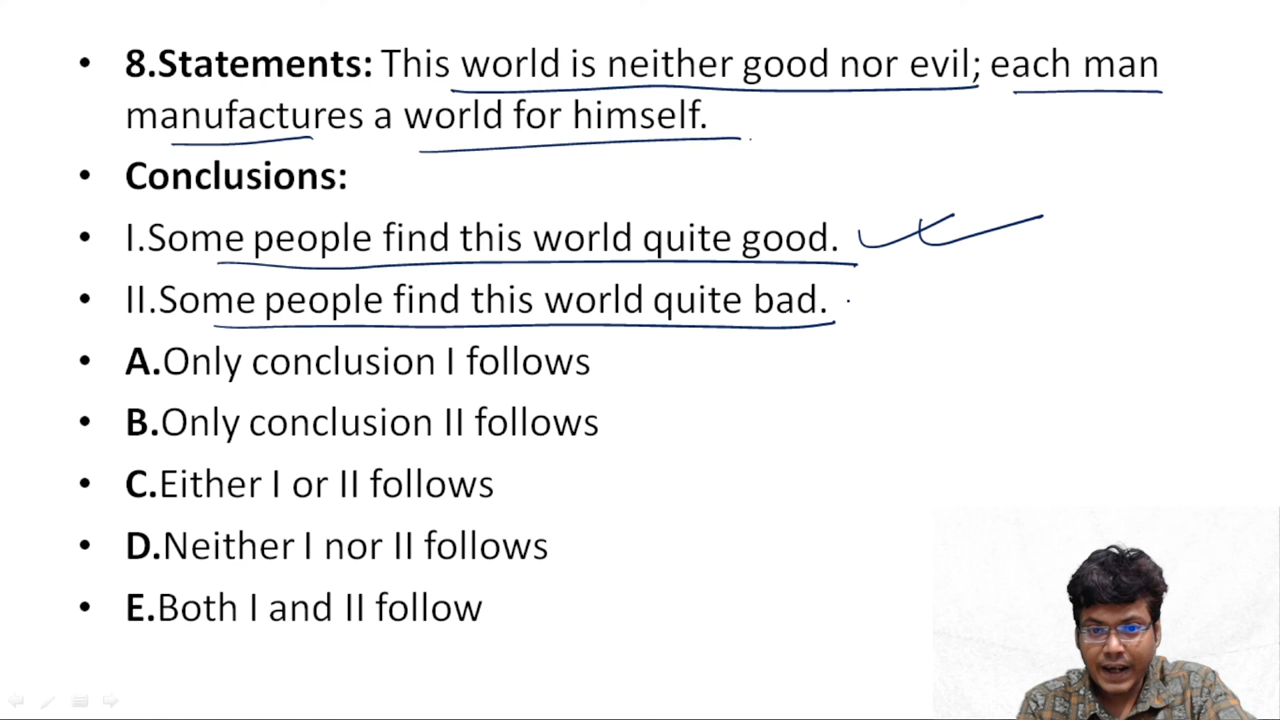 • 8.Statements: This world is neither good nor evil; each man
manufactures a world for himself.
• Conclusions:
• I.Some people find this world quite good.
• II.Some people find this world quite bad.
• A.Only conclusion I follows
• B.Only conclusion II follows
• C.Either I or II follows
• D.Neither I nor II follows
• E.Both I and II follow